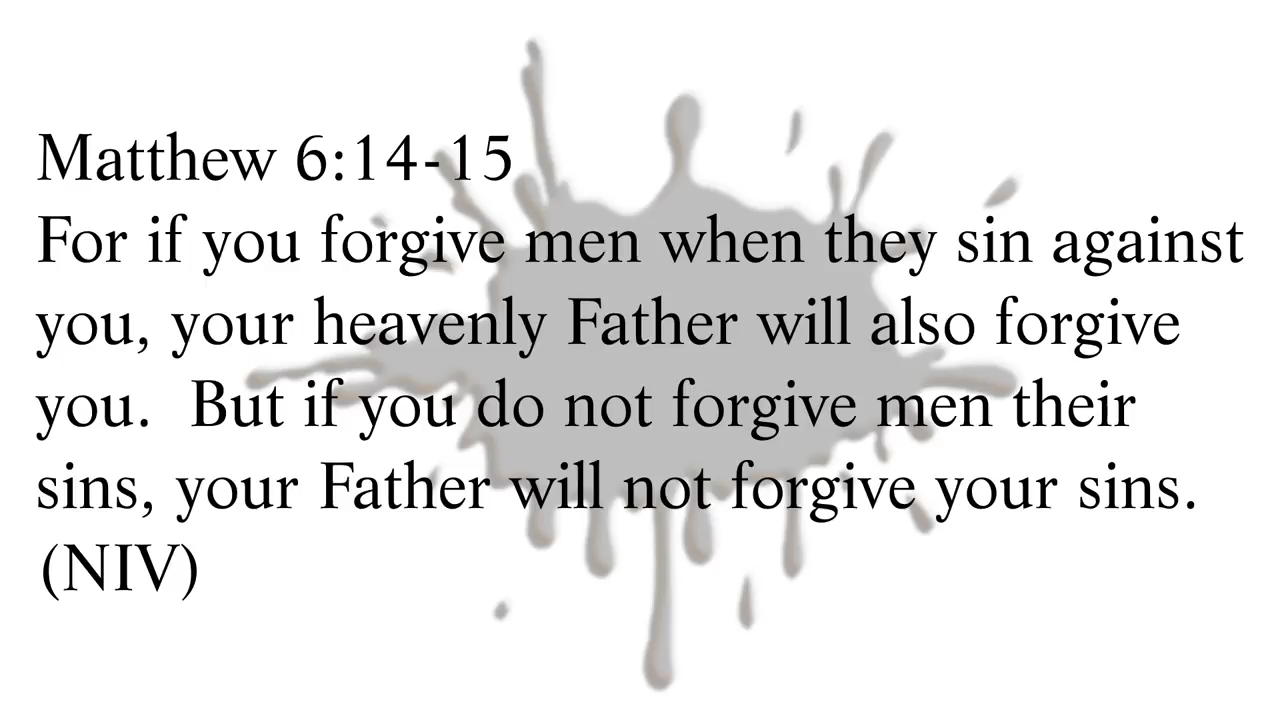 Matthew 6:14-15
For if you forgive men when they sin against
you, your heavenly Father will also forgive
you.  But if you do not forgive men their
sins, your Father will not forgive your sins.
(NIV)